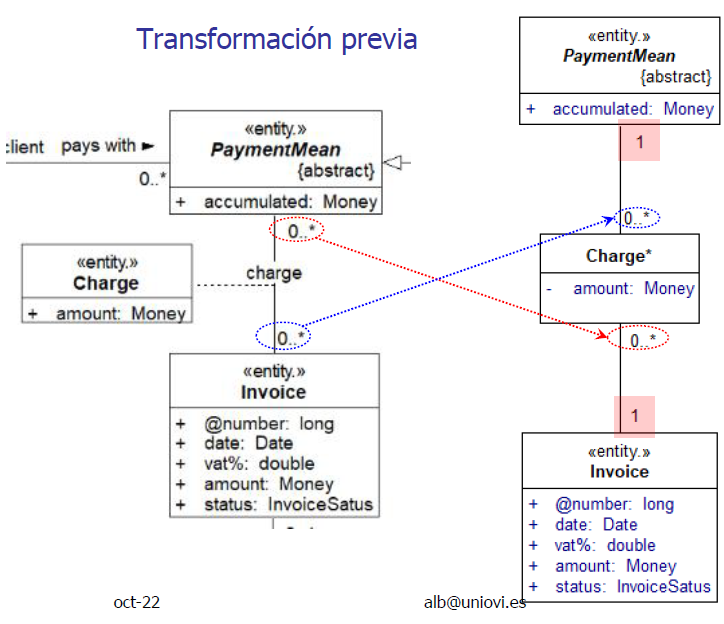 Transformación previa
client pays with ►
0..*
«entity.»
PaymentMean
{abstract}
+ accumulated: Money
0..*
charge
«entity.»
Charge
+ amount: Money
0..*
«entity.»
Invoice
+ @number: long
+ date: Date
+ vat%: double
+ amount: Money
+ status: InvoiceSatus
«entity.»
PaymentMean
{abstract}
+ accumulated: Money
1
0..*
Charge*
- amount: Money
0..*
1
«entity.»
Invoice
+ @number: long
+ date: Date
+ vat%: double
+ amount: Money
+ status: InvoiceSatus
oct-22
alb@uniovi.es